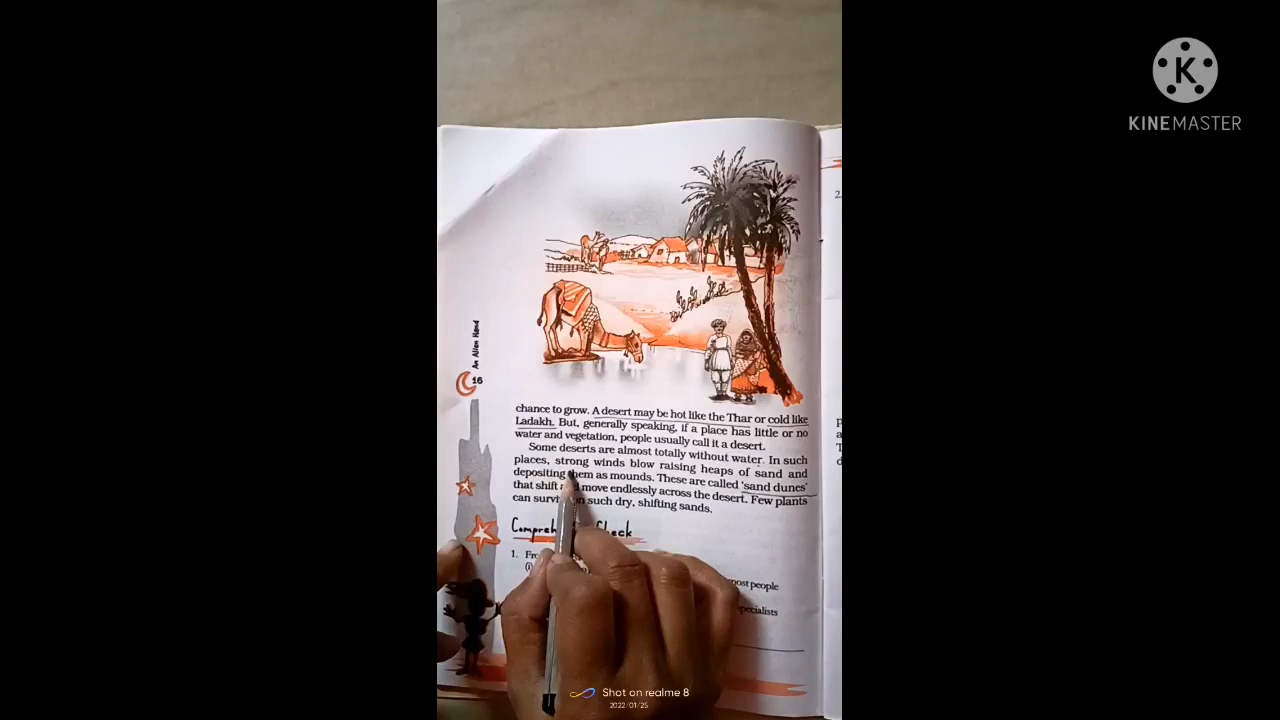 KINEMASTER
An Alien Hand
16
chance to grow. A desert may be hot like the Thar or cold like
Ladakh. But, generally speaking, if a place has little or no
water and vegetation, people usually call it a desert.
Some deserts are almost totally without water. In such
places, strong winds blow raising heaps of sand and
depositing them as mounds. These are called ‘sand dunes’
that shift and move endlessly across the desert. Few plants
can survive in such dry, shifting sands.
Comprehension Check
1.
(i)
most people
specialists
2.
Shot on realme 8
2022/01/25